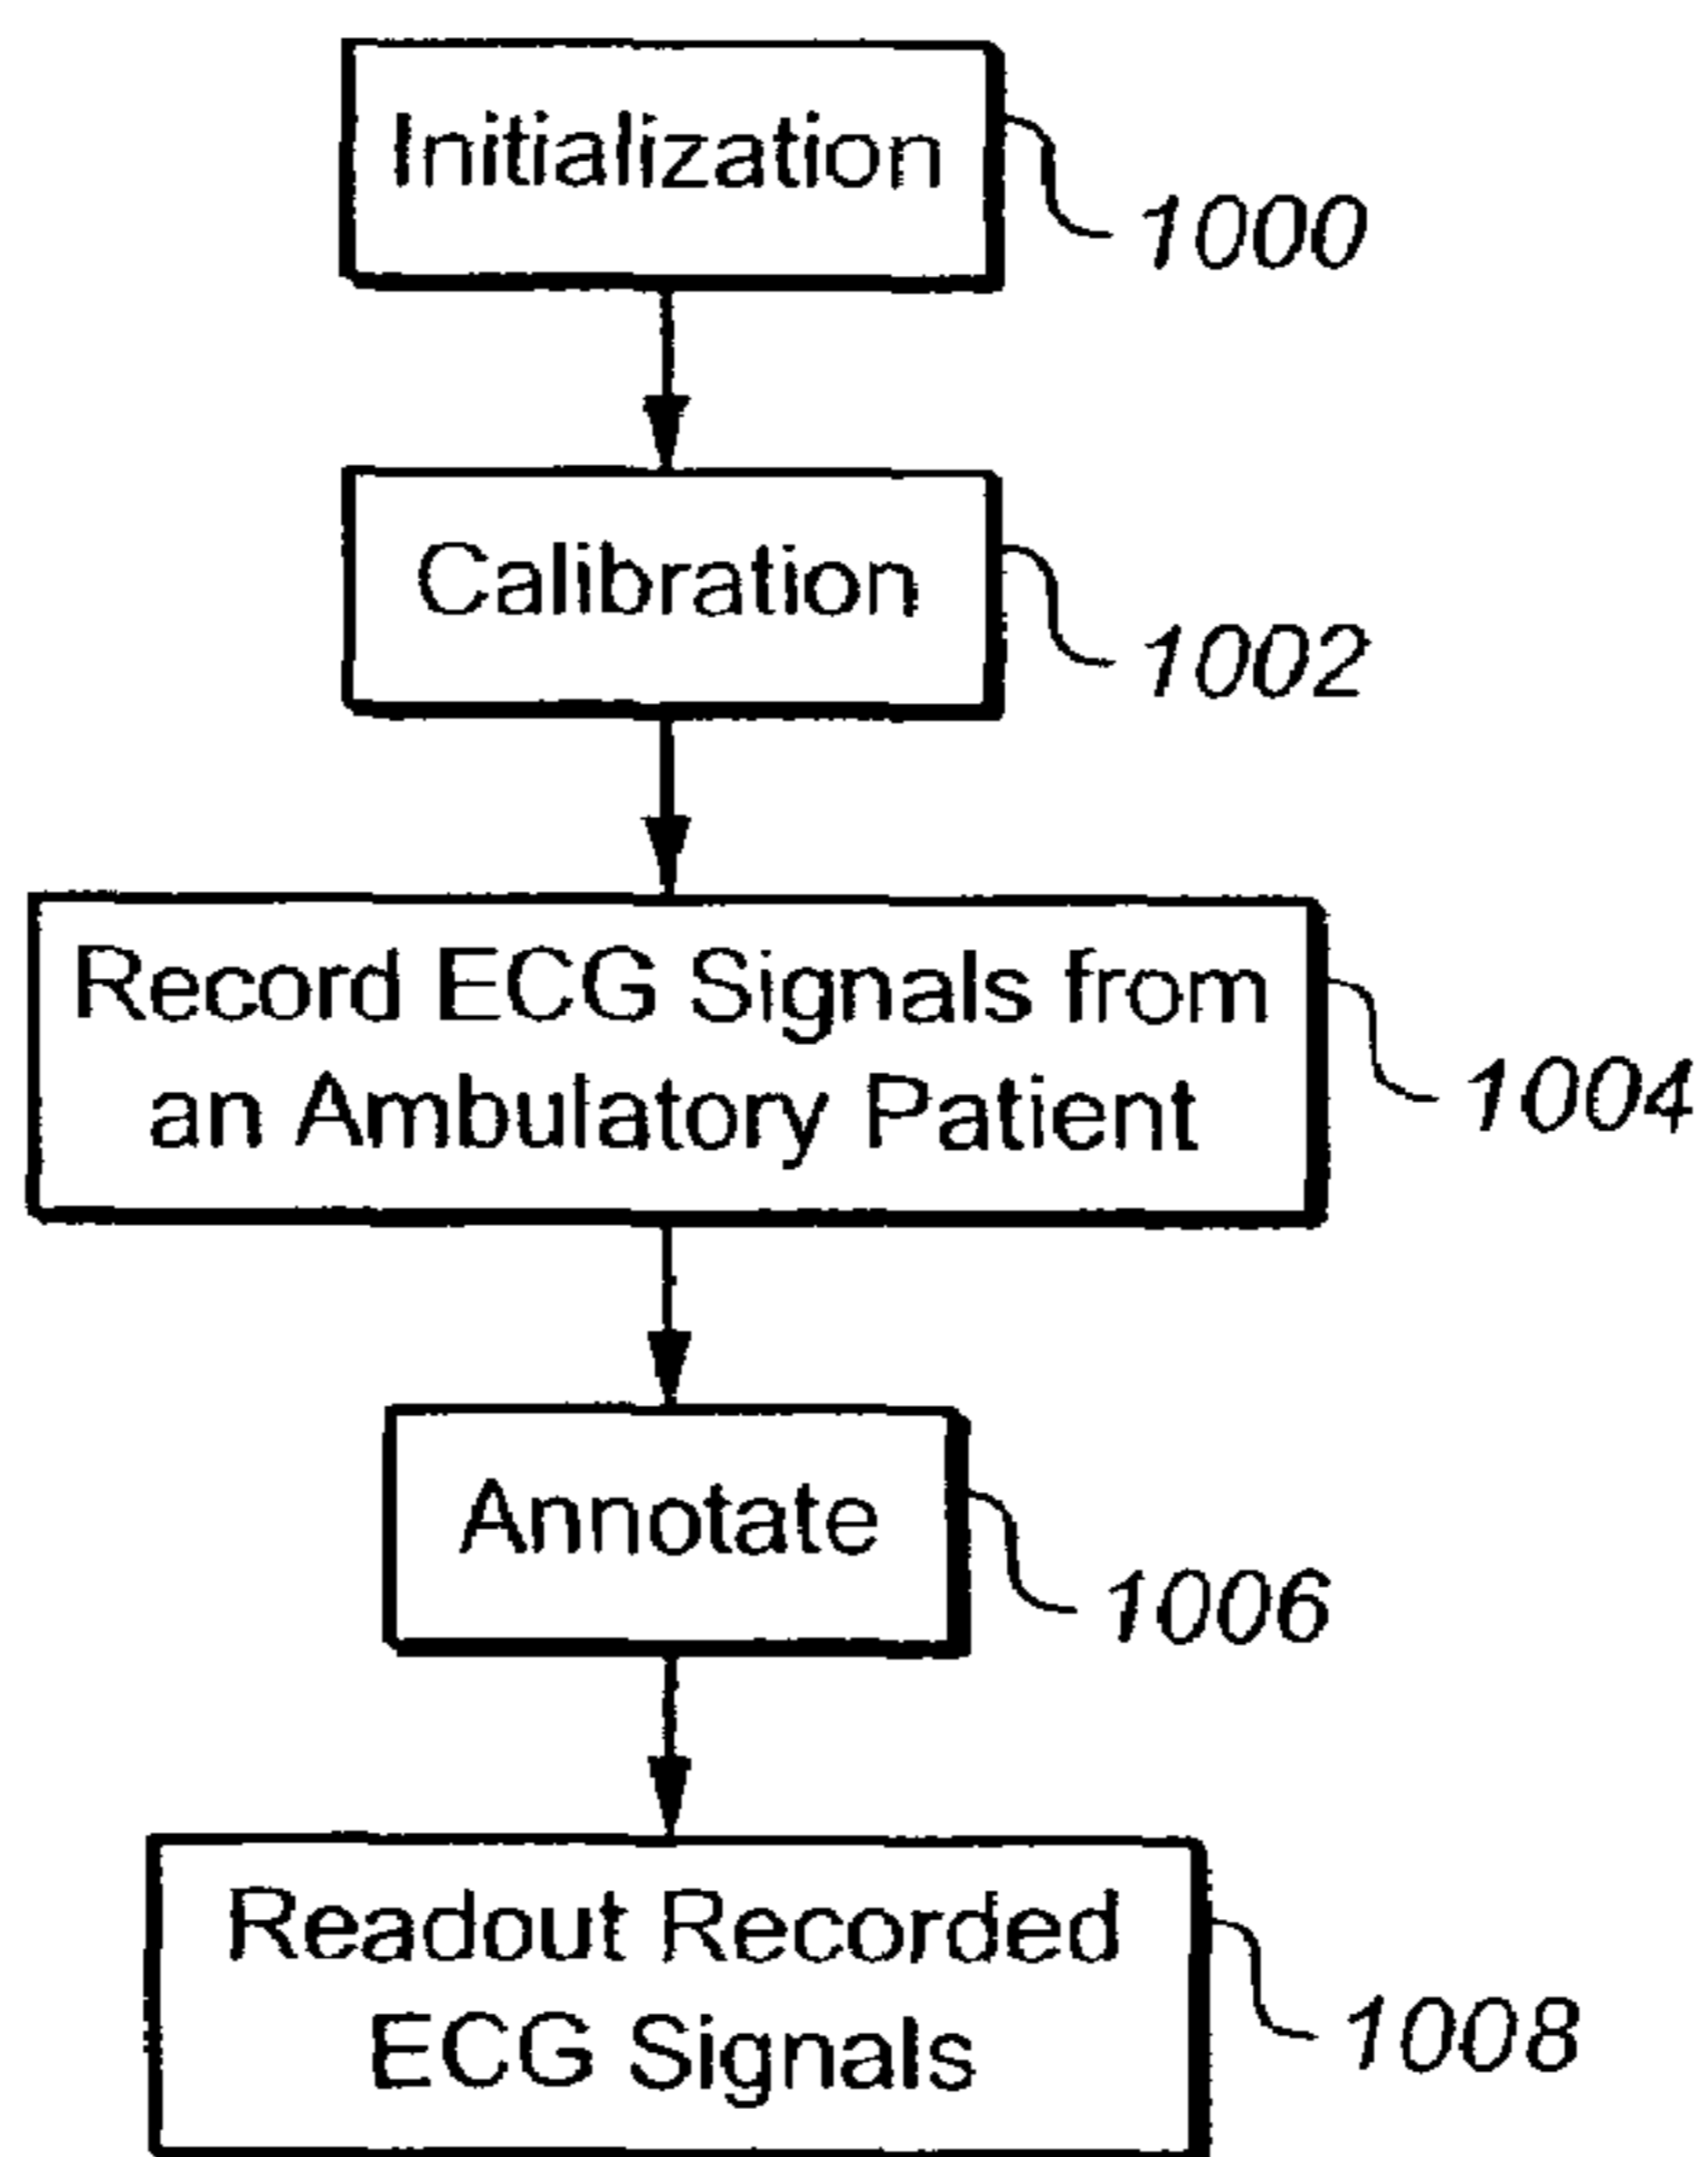 Initialization
1000
Calibration
1002
Record ECG Signals from
an Ambulatory Patient
1004
Annotate
1006
Readout Recorded
ECG Signals
1008